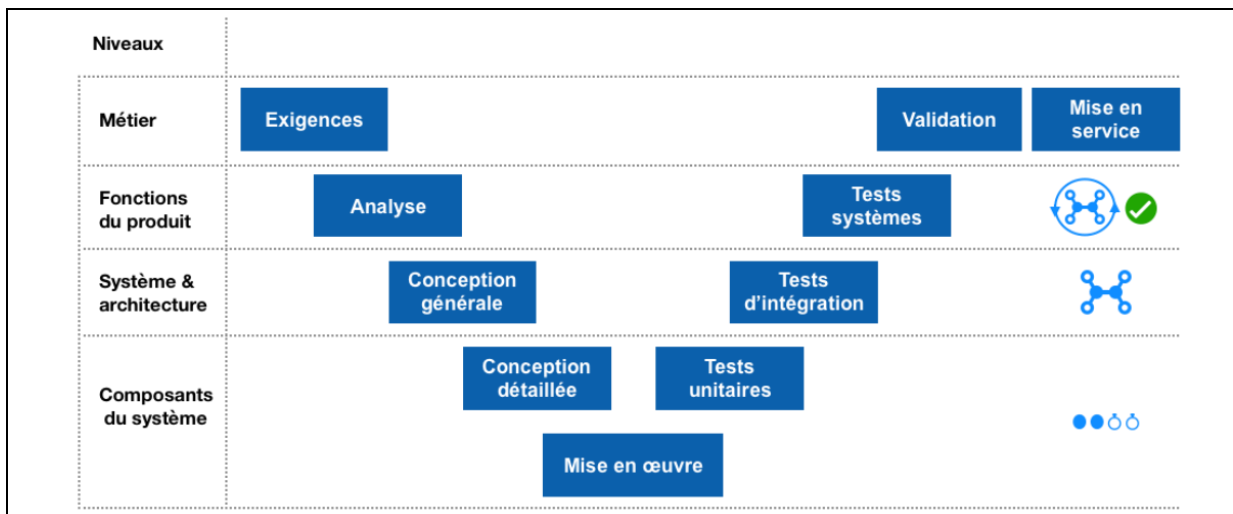 Niveaux
Métier
Exigences
Validation
Mise en
service
Fonctions
du produit
Analyse
Tests
systèmes
Système &
architecture
Conception
générale
Tests
d'intégration
Composants
du système
Conception
détaillée
Tests
unitaires
Mise en œuvre